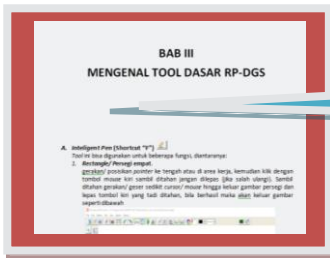 BAB III
MENGENAL TOOL DASAR RP-DGS
A. Inteligent Pen (Shortcut "F")
Tool ini bisa digunakan untuk beberapa fungsi, diantaranya:
1. Rectangle/ Persegi empat.
gerakan/ posisikan pointer ke tengah atau di area kerja, kemudian klik dengan
tombol mouse kiri sambil ditahan jangan dilepas (jika salah ulangi). Sambil
ditahan gerakan/ geser sedikit cursor/ mouse hingga keluar gambar persegi dan
lepas tombol kiri yang tadi ditahan, bila berhasil maka akan keluar gambar
seperti dibawah